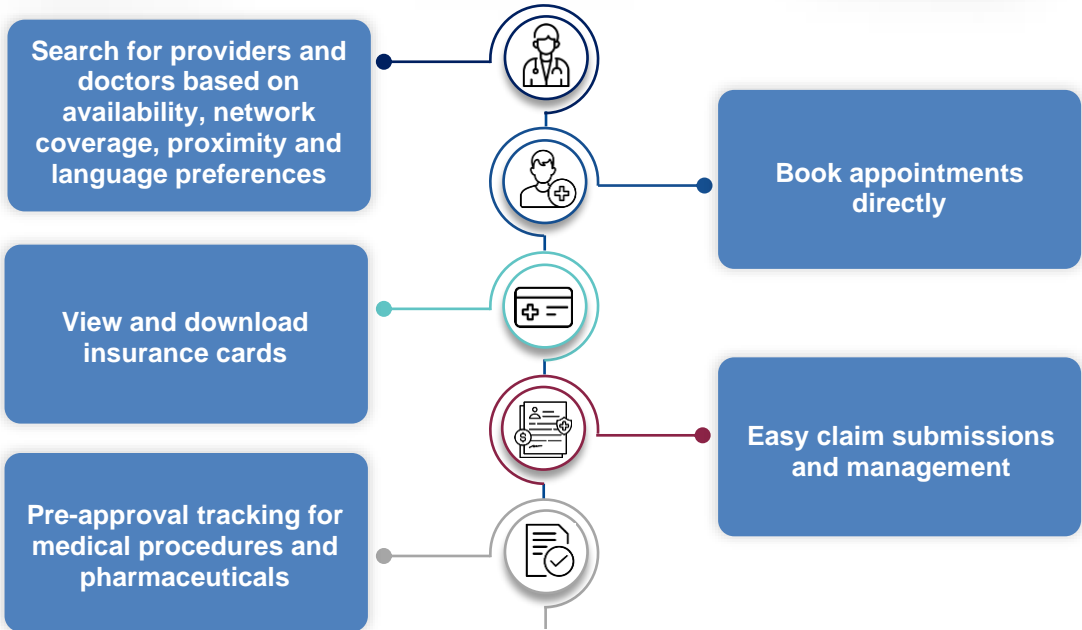 Search for providers and
doctors based on
availability, network
coverage, proximity and
language preferences
Book appointments
directly
View and download
insurance cards
Easy claim submissions
and management
Pre-approval tracking for
medical procedures and
pharmaceuticals